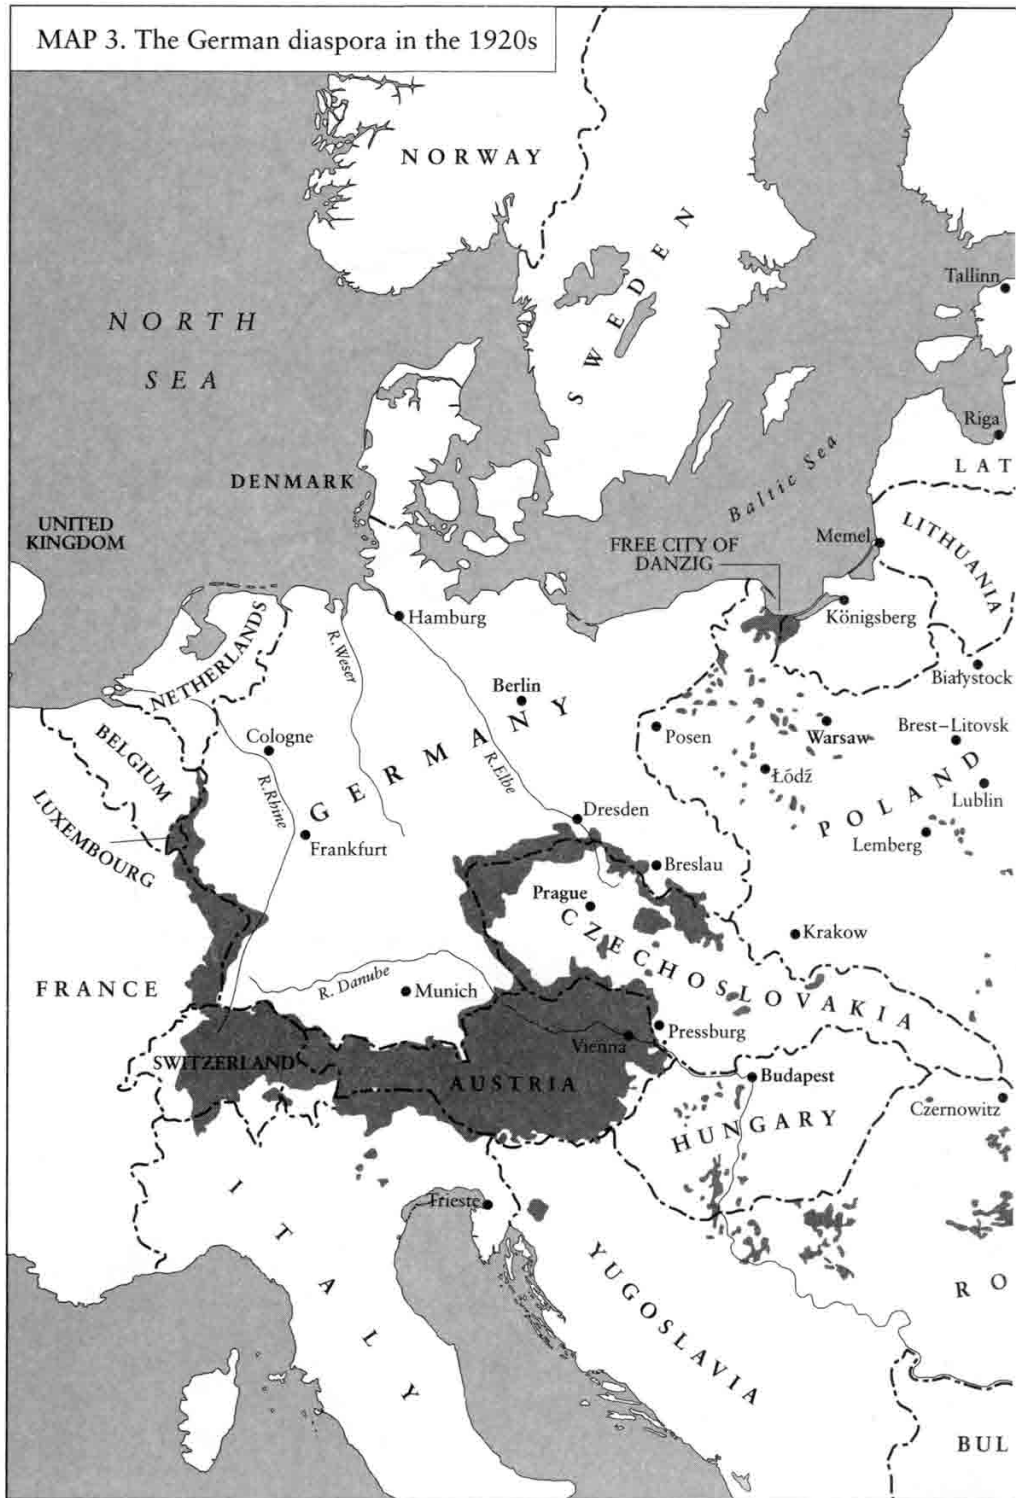 MAP 3. The German diaspora in the 1920s
NORWAY
SWEDEN
Tallinn
NORTH
SEA
Riga
LAT
DENMARK
Baltic Sea
UNITED
KINGDOM
LITHUANIA
Memel
FREE CITY OF
DANZIG
Hamburg
Königsberg
NETHERLANDS
R.Weser
Białystock
Berlin
BELGIUM
Cologne
Posen
Warsaw
Brest–Litovsk
GERMANY
R.Elbe
Łódź
POLAND
Lublin
R.Rhine
LUXEMBOURG
Dresden
Frankfurt
Lemberg
Breslau
Prague
CZECHOSLOVAKIA
Krakow
FRANCE
R. Danube
Munich
Pressburg
Vienna
SWITZERLAND
AUSTRIA
Budapest
HUNGARY
Czernowitz
ITALY
Trieste
YUGOSLAVIA
RO
BUL